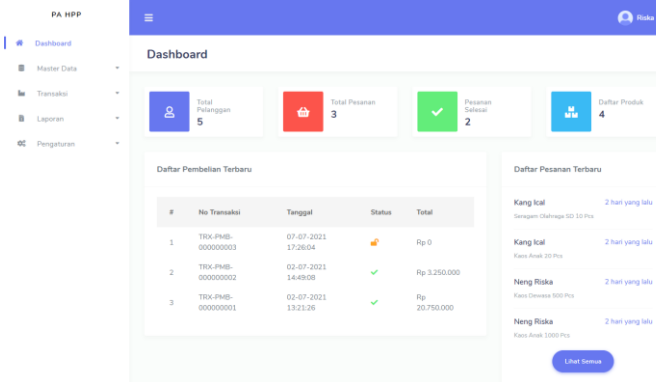 PA HPP
Riska
Dashboard
Master Data
Transaksi
Laporan
Pengaturan
Dashboard
Total Pelanggan
5
Total Pesanan
3
Pesanan Selesai
2
Daftar Produk
4
Daftar Pembelian Terbaru
# No Transaksi Tanggal Status Total
1 TRX-PMB-000000003 07-07-2021 17:26:04 Rp 0
2 TRX-PMB-000000002 02-07-2021 14:49:08 Rp 3.250.000
3 TRX-PMB-000000001 02-07-2021 13:21:26 Rp 20.750.000
Daftar Pesanan Terbaru
Kang Ical 2 hari yang lalu
Seragam Olahraga SD 10 Pcs
Kang Ical 2 hari yang lalu
Kaos Anak 20 Pcs
Neng Riska 2 hari yang lalu
Kaos Dewasa 500 Pcs
Neng Riska 2 hari yang lalu
Kaos Anak 1000 Pcs
Lihat Semua